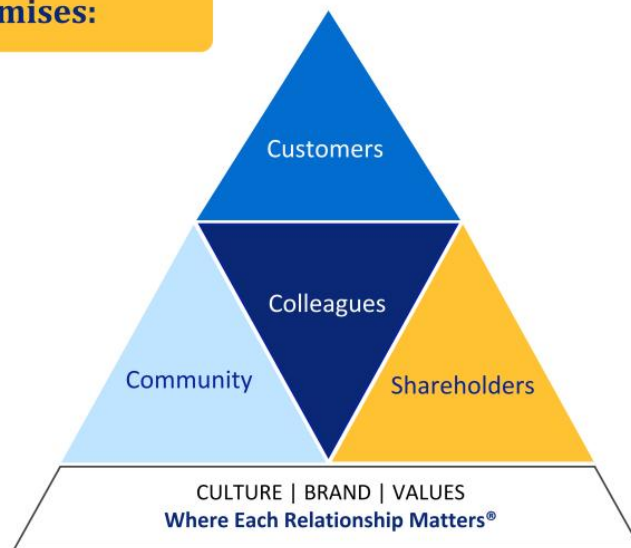 mises:
Customers
Colleagues
Community
Shareholders
CULTURE | BRAND | VALUES
Where Each Relationship Matters®